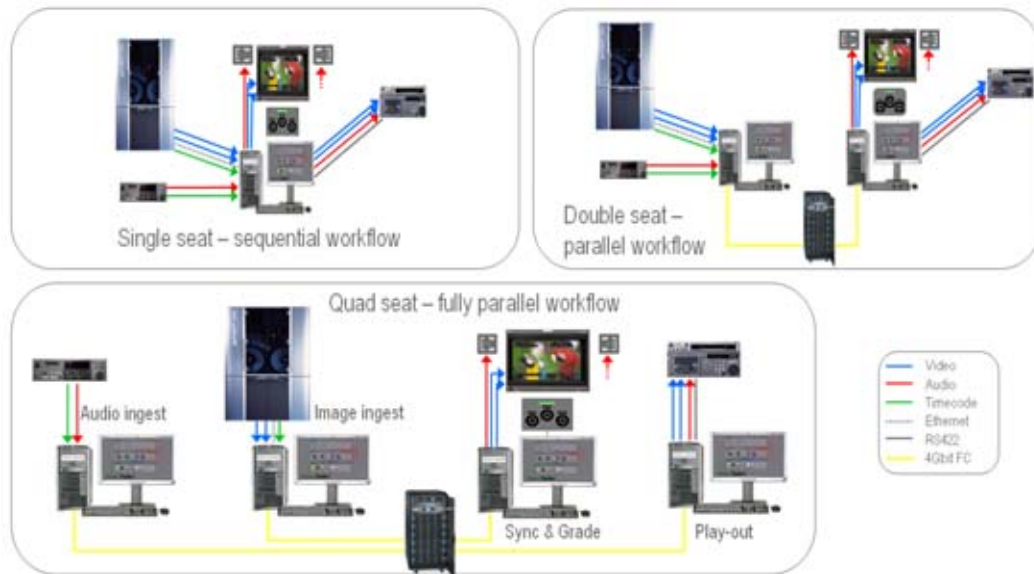 Single seat – sequential workflow
Double seat –
parallel workflow
Quad seat – fully parallel workflow
Audio ingest
Image ingest
Sync & Grade
Play-out
Video
Audio
Timecode
Ethernet
RS422
4Gbit FC